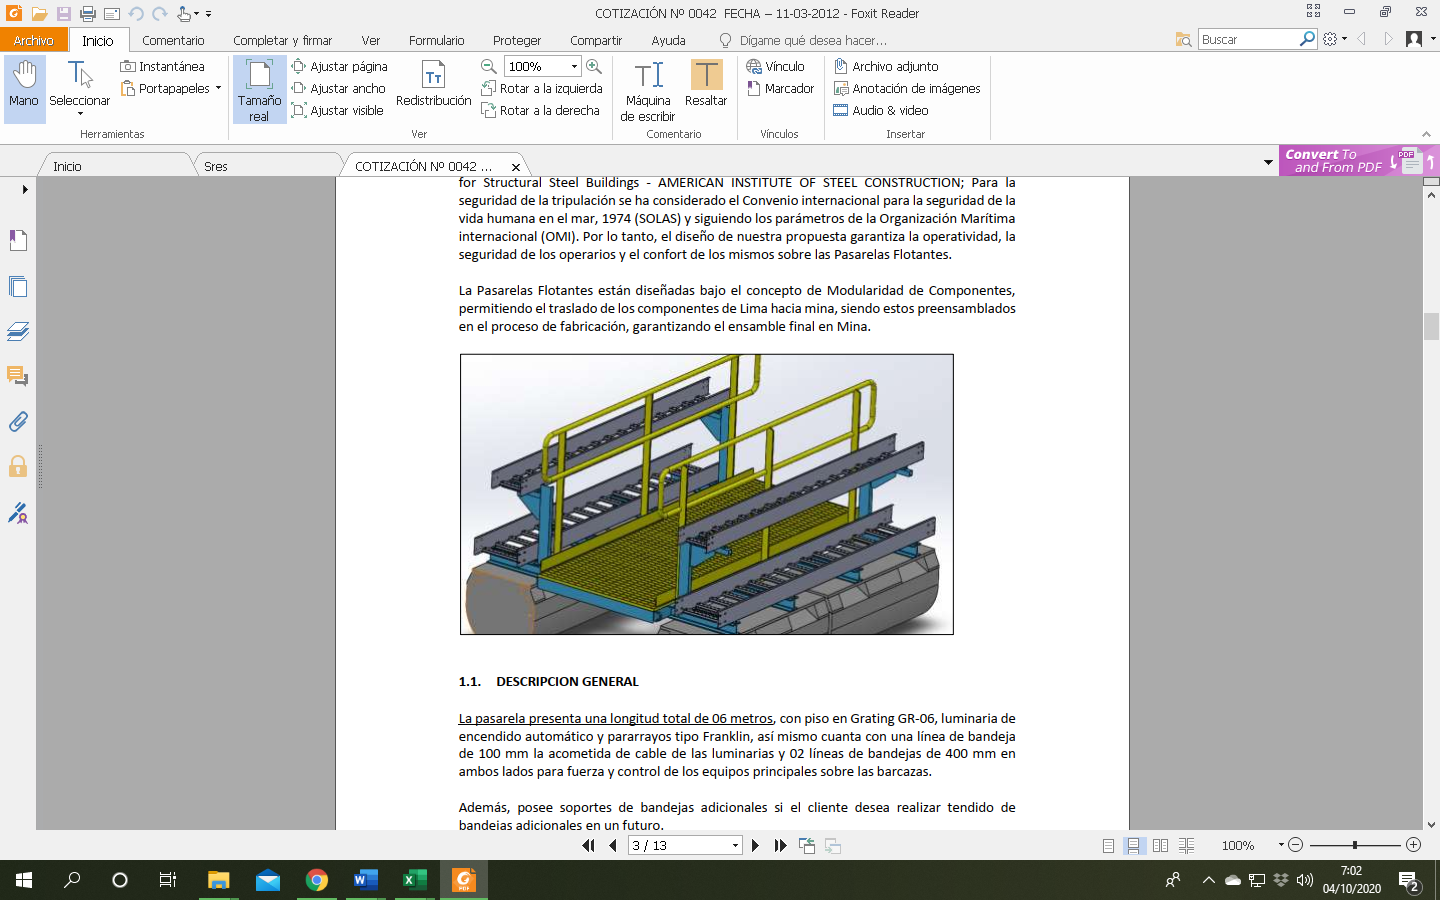 COTIZACIÓN Nº 0042  FECHA – 11-03-2012 - Foxit Reader
Archivo
Inicio
Comentario
Completar y firmar
Ver
Formulario
Proteger
Compartir
Ayuda
Dígame qué desea hacer...
Buscar
Mano
Seleccionar
Instantánea
Portapapeles
Herramientas
Tamaño
real
Ajustar página
Ajustar ancho
Ajustar visible
Redistribución
100%
Rotar a la izquierda
Rotar a la derecha
Ver
Máquina
de escribir
Resaltar
Comentario
Vínculo
Marcador
Vínculos
Archivo adjunto
Anotación de imágenes
Audio & video
Insertar
Inicio
Sres
COTIZACIÓN Nº 0042 ...
Convert To
and From PDF
PDF
for Structural Steel Buildings - AMERICAN INSTITUTE OF STEEL CONSTRUCTION; Para la
seguridad de la tripulación se ha considerado el Convenio internacional para la seguridad de la
vida humana en el mar, 1974 (SOLAS) y siguiendo los parámetros de la Organización Marítima
internacional (OMI). Por lo tanto, el diseño de nuestra propuesta garantiza la operatividad, la
seguridad de los operarios y el confort de los mismos sobre las Pasarelas Flotantes.
La Pasarelas Flotantes están diseñadas bajo el concepto de Modularidad de Componentes,
permitiendo el traslado de los componentes de Lima hacia mina, siendo estos preensamblados
en el proceso de fabricación, garantizando el ensamble final en Mina.
1.1. DESCRIPCION GENERAL
La pasarela presenta una longitud total de 06 metros, con piso en Grating GR-06, luminaria de
encendido automático y pararrayos tipo Franklin, así mismo cuanta con una línea de bandeja
de 100 mm la acometida de cable de las luminarias y 02 líneas de bandejas de 400 mm en
ambos lados para fuerza y control de los equipos principales sobre las barcazas.
Además, posee soportes de bandejas adicionales si el cliente desea realizar tendido de
bandejas adicionales en un futuro.
3 / 13
100%
7:02
04/10/2020
2